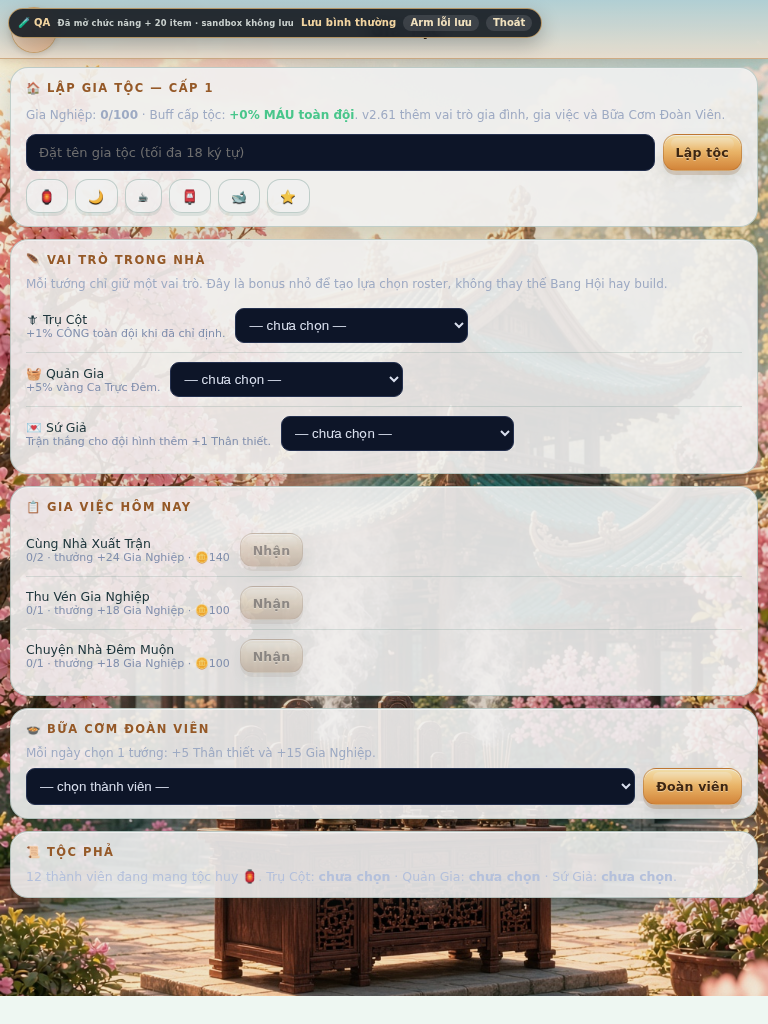 🧪 QA Đã mở chức năng + 20 item · sandbox không lưu Lưu bình thường Arm lỗi lưu Thoát
🏠 LẬP GIA TỘC — CẤP 1
Gia Nghiệp: 0/100 · Buff cấp tộc: +0% MÁU toàn đội. v2.61 thêm vai trò gia đình, gia việc và Bữa Cơm Đoàn Viên.
Đặt tên gia tộc (tối đa 18 ký tự) Lập tộc
🪶 VAI TRÒ TRONG NHÀ
Mỗi tướng chỉ giữ một vai trò. Đây là bonus nhỏ để tạo lựa chọn roster, không thay thế Bang Hội hay build.
🗡 Trụ Cột
+1% CÔNG toàn đội khi đã chỉ định.
— chưa chọn —
🧺 Quản Gia
+5% vàng Ca Trực Đêm.
— chưa chọn —
💌 Sứ Giả
Trận thắng cho đội hình thêm +1 Thân thiết.
— chưa chọn —
📋 GIA VIỆC HÔM NAY
Cùng Nhà Xuất Trận
0/2 · thưởng +24 Gia Nghiệp · 🪙140
Nhận
Thu Vén Gia Nghiệp
0/1 · thưởng +18 Gia Nghiệp · 🪙100
Nhận
Chuyện Nhà Đêm Muộn
0/1 · thưởng +18 Gia Nghiệp · 🪙100
Nhận
🍲 BỮA CƠM ĐOÀN VIÊN
Mỗi ngày chọn 1 tướng: +5 Thân thiết và +15 Gia Nghiệp.
— chọn thành viên — Đoàn viên
📜 TỘC PHẢ
12 thành viên đang mang tộc huy 🏮. Trụ Cột: chưa chọn · Quản Gia: chưa chọn · Sứ Giả: chưa chọn.